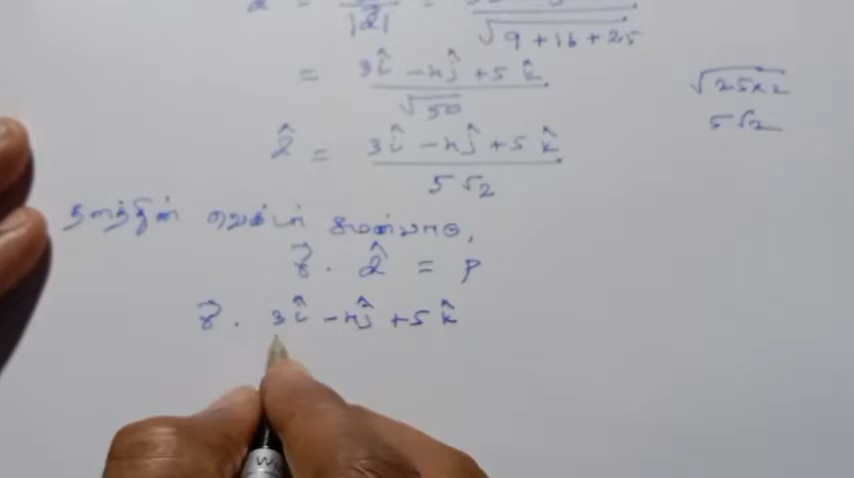 √9 + 16 + 25
= 3î - 4ĵ + 5k̂ / √50
√25×2
5√2
d̂ = 3î - 4ĵ + 5k̂ / 5√2
தளத்தின் வெக்டர் சமன்பாடு,
r⃗ . d̂ = p
r⃗ . 3î - 4ĵ + 5k̂